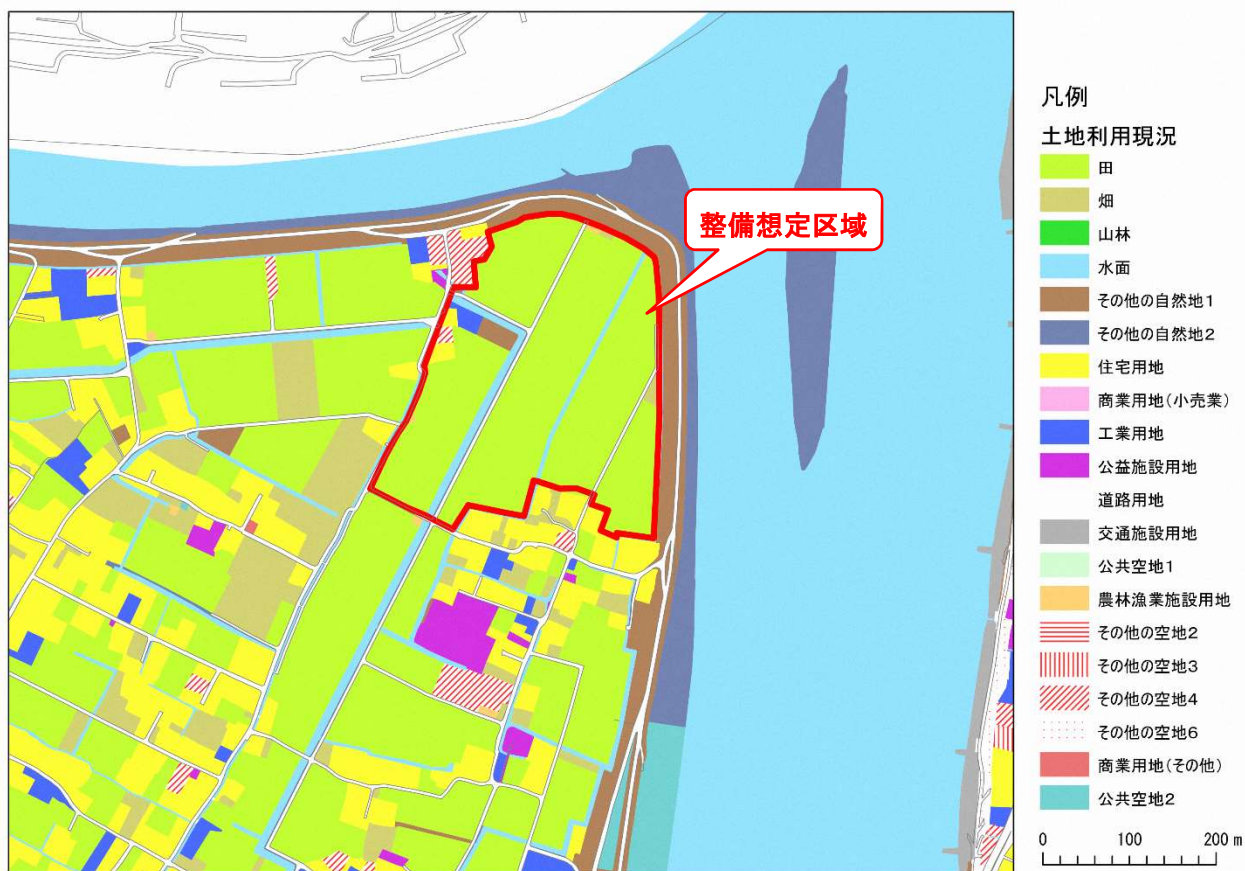 整備想定区域
凡例
土地利用現況
田
畑
山林
水面
その他の自然地1
その他の自然地2
住宅用地
商業用地(小売業)
工業用地
公益施設用地
道路用地
交通施設用地
公共空地1
農林漁業施設用地
その他の空地2
その他の空地3
その他の空地4
その他の空地6
商業用地(その他)
公共空地2
0 100 200 m